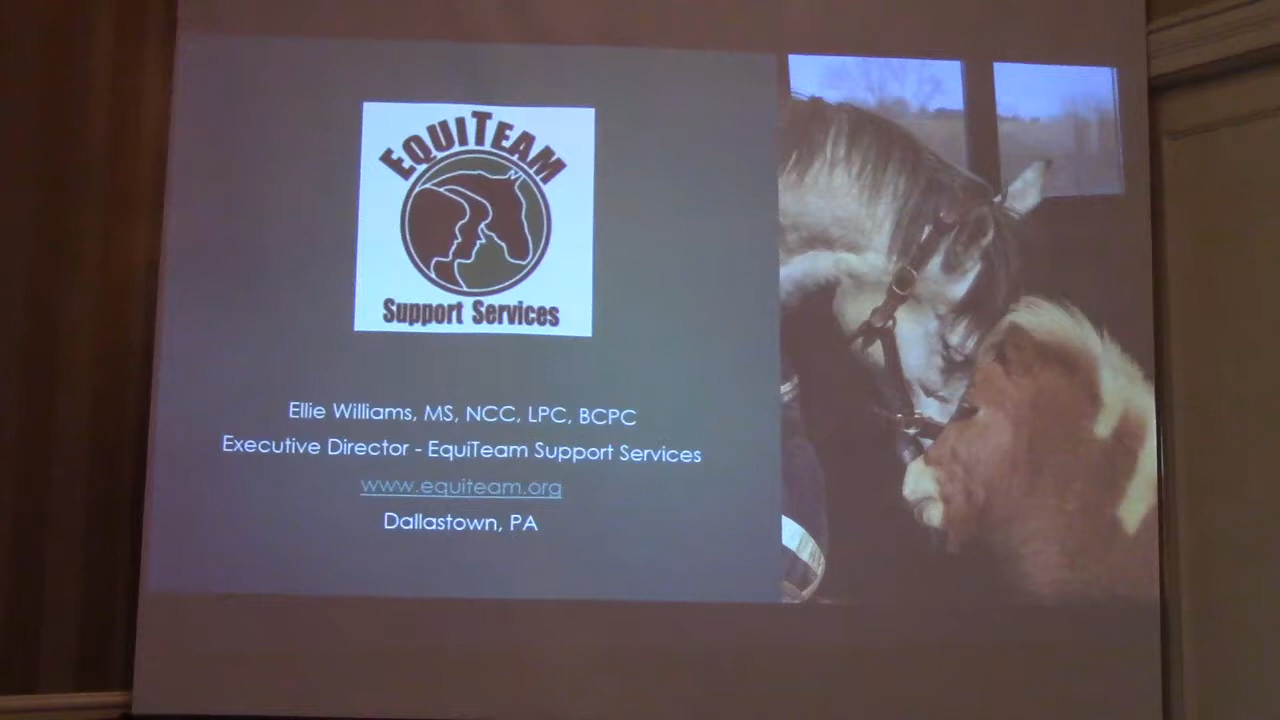 EQUITEAM
Support Services
Ellie Williams, MS, NCC, LPC, BCPC
Executive Director - EquiTeam Support Services
www.equiteam.org
Dallastown, PA